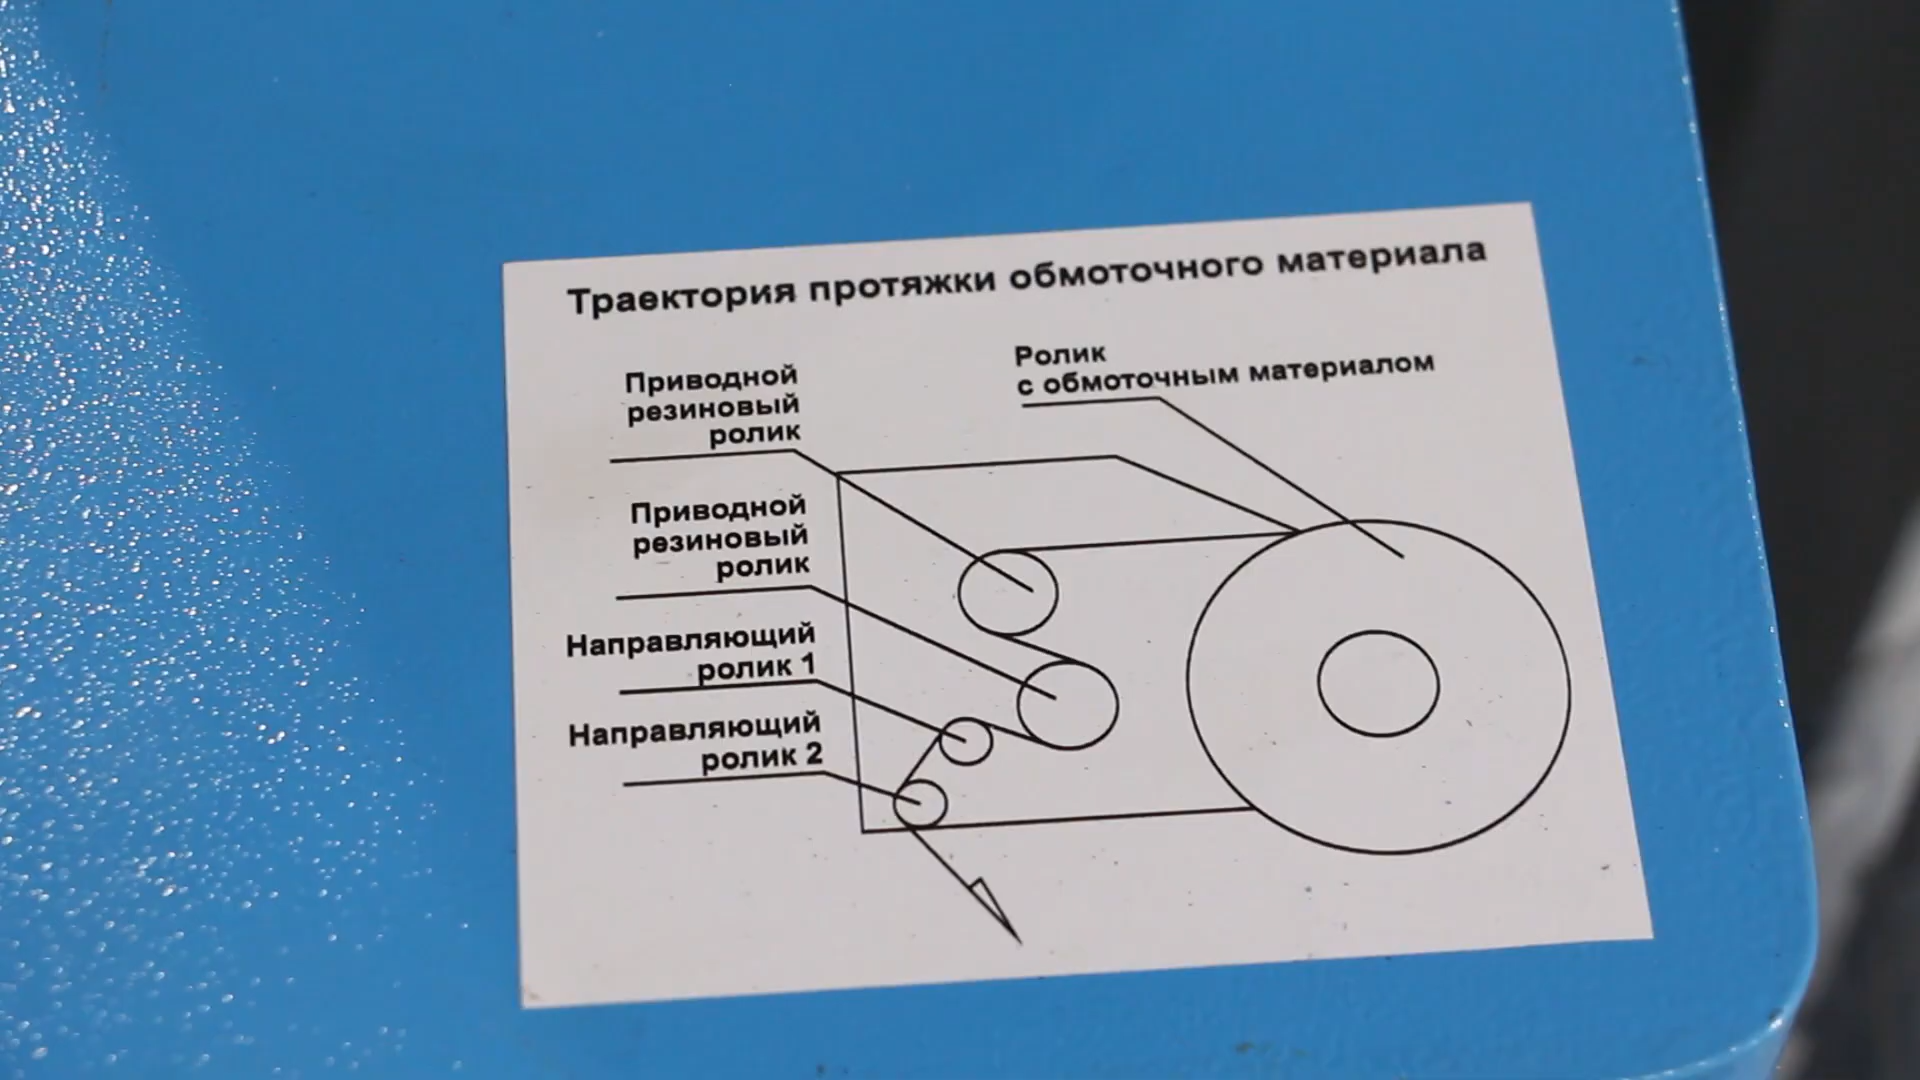 Траектория протяжки обмоточного материала
Ролик
с обмоточным материалом
Приводной
резиновый
ролик
Приводной
резиновый
ролик
Направляющий
ролик 1
Направляющий
ролик 2